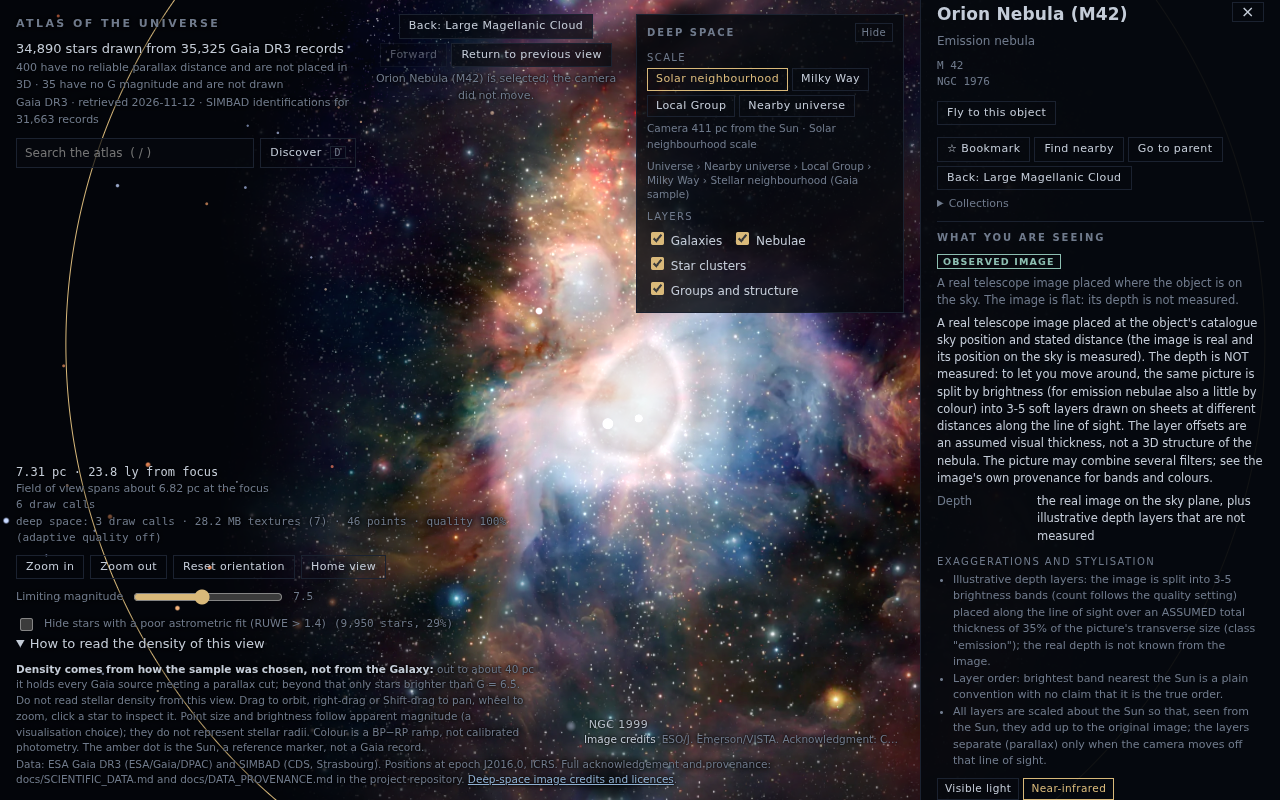 ATLAS OF THE UNIVERSE
34,890 stars drawn from 35,325 Gaia DR3 records
400 have no reliable parallax distance and are not placed in
3D · 35 have no G magnitude and are not drawn
Gaia DR3 · retrieved 2026-11-12 · SIMBAD identifications for
31,663 records
Search the atlas ( / )
Discover D
Back: Large Magellanic Cloud
Forward
Return to previous view
Orion Nebula (M42) is selected; the camera
did not move.
DEEP SPACE
Hide
SCALE
Solar neighbourhood
Milky Way
Local Group
Nearby universe
Camera 411 pc from the Sun · Solar
neighbourhood scale
Universe › Nearby universe › Local Group ›
Milky Way › Stellar neighbourhood (Gaia
sample)
LAYERS
Galaxies
Nebulae
Star clusters
Groups and structure
7.31 pc · 23.8 ly from focus
Field of view spans about 6.82 pc at the focus
6 draw calls
deep space: 3 draw calls · 28.2 MB textures (7) · 46 points · quality 100%
(adaptive quality off)
Zoom in
Zoom out
Reset orientation
Home view
Limiting magnitude
7.5
Hide stars with a poor astrometric fit (RUWE > 1.4) (9,950 stars, 29%)
▼ How to read the density of this view
Density comes from how the sample was chosen, not from the Galaxy: out to about 40 pc
it holds every Gaia source meeting a parallax cut; beyond that only stars brighter than G = 6.5.
Do not read stellar density from this view. Drag to orbit, right-drag or Shift-drag to pan, wheel to
zoom, click a star to inspect it. Point size and brightness follow apparent magnitude (a
visualisation choice); they do not represent stellar radii. Colour is a BP−RP ramp, not calibrated
photometry. The amber dot is the Sun, a reference marker, not a Gaia record.
Data: ESA Gaia DR3 (ESA/Gaia/DPAC) and SIMBAD (CDS, Strasbourg). Positions at epoch J2016.0, ICRS. Full acknowledgement and provenance:
docs/SCIENTIFIC_DATA.md and docs/DATA_PROVENANCE.md in the project repository. Deep-space image credits and licences.
NGC 1999
Image credits ESO/J. Emerson/VISTA. Acknowledgment: C…
Orion Nebula (M42)
✕
Emission nebula
M 42
NGC 1976
Fly to this object
☆ Bookmark
Find nearby
Go to parent
Back: Large Magellanic Cloud
▶ Collections
WHAT YOU ARE SEEING
OBSERVED IMAGE
A real telescope image placed where the object is on
the sky. The image is flat: its depth is not measured.
A real telescope image placed at the object's catalogue
sky position and stated distance (the image is real and
its position on the sky is measured). The depth is NOT
measured: to let you move around, the same picture is
split by brightness (for emission nebulae also a little by
colour) into 3-5 soft layers drawn on sheets at different
distances along the line of sight. The layer offsets are
an assumed visual thickness, not a 3D structure of the
nebula. The picture may combine several filters; see the
image's own provenance for bands and colours.
Depth
the real image on the sky plane, plus
illustrative depth layers that are not
measured
EXAGGERATIONS AND STYLISATION
• Illustrative depth layers: the image is split into 3-5
brightness bands (count follows the quality setting)
placed along the line of sight over an ASSUMED total
thickness of 35% of the picture's transverse size (class
"emission"); the real depth is not known from the
image.
• Layer order: brightest band nearest the Sun is a plain
convention with no claim that it is the true order.
• All layers are scaled about the Sun so that, seen from
the Sun, they add up to the original image; the layers
separate (parallax) only when the camera moves off
that line of sight.
Visible light
Near-infrared